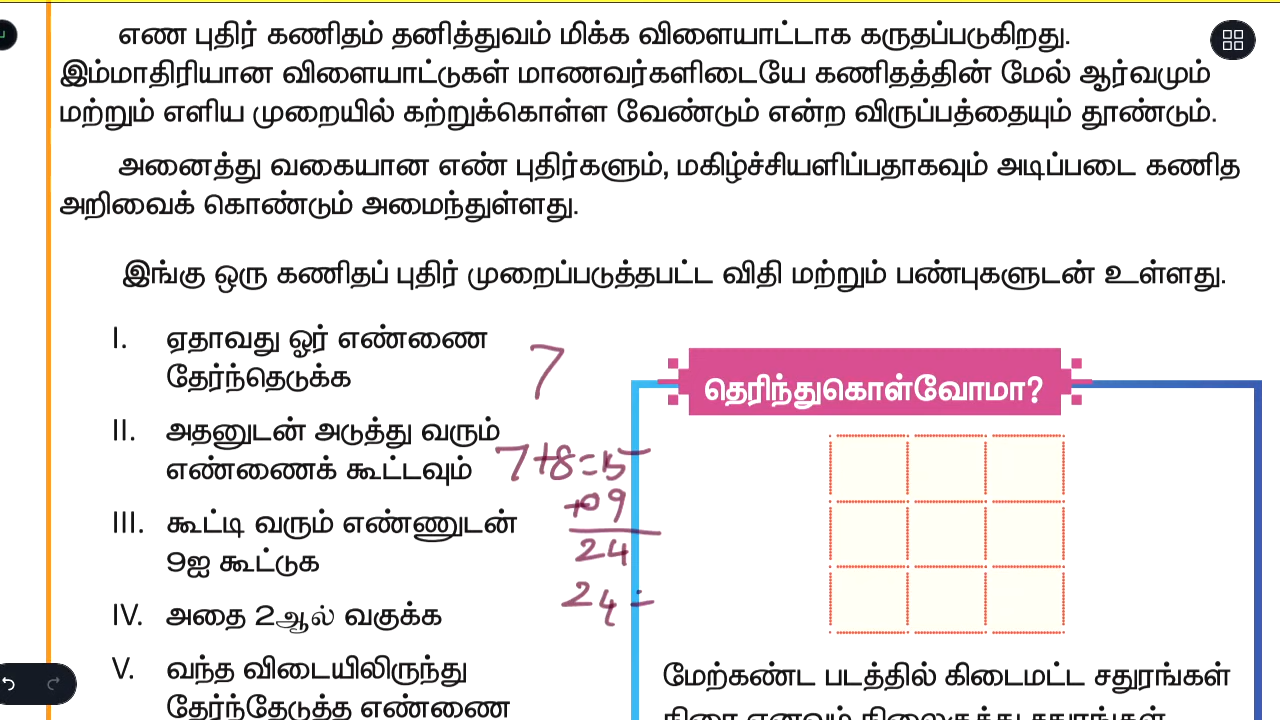 எண புதிர் கணிதம் தனித்துவம் மிக்க விளையாட்டாக கருதப்படுகிறது.
இம்மாதிரியான விளையாட்டுகள் மாணவர்களிடையே கணிதத்தின் மேல் ஆர்வமும்
மற்றும் எளிய முறையில் கற்றுக்கொள்ள வேண்டும் என்ற விருப்பத்தையும் தூண்டும்.
அனைத்து வகையான எண் புதிர்களும், மகிழ்ச்சியளிப்பதாகவும் அடிப்படை கணித
அறிவைக் கொண்டும் அமைந்துள்ளது.
இங்கு ஒரு கணிதப் புதிர் முறைப்படுத்தபட்ட விதி மற்றும் பண்புகளுடன் உள்ளது.
I. ஏதாவது ஓர் எண்ணை
தேர்ந்தெடுக்க
7
II. அதனுடன் அடுத்து வரும்
எண்ணைக் கூட்டவும்
7+8=15
+09
24
III. கூட்டி வரும் எண்ணுடன்
9ஐ கூட்டுக
IV. அதை 2ஆல் வகுக்க
24÷
V. வந்த விடையிலிருந்து
தேர்ந்தேடுத்த எண்ணை
தெரிந்துகொள்வோமா?
மேற்கண்ட படத்தில் கிடைமட்ட சதுரங்கள்